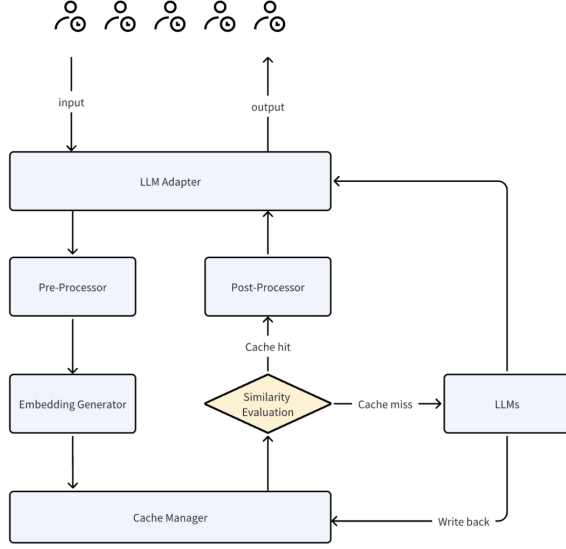 input
output
LLM Adapter
Pre-Processor
Post-Processor
Cache hit
Embedding Generator
Similarity
Evaluation
Cache miss
LLMs
Cache Manager
Write back